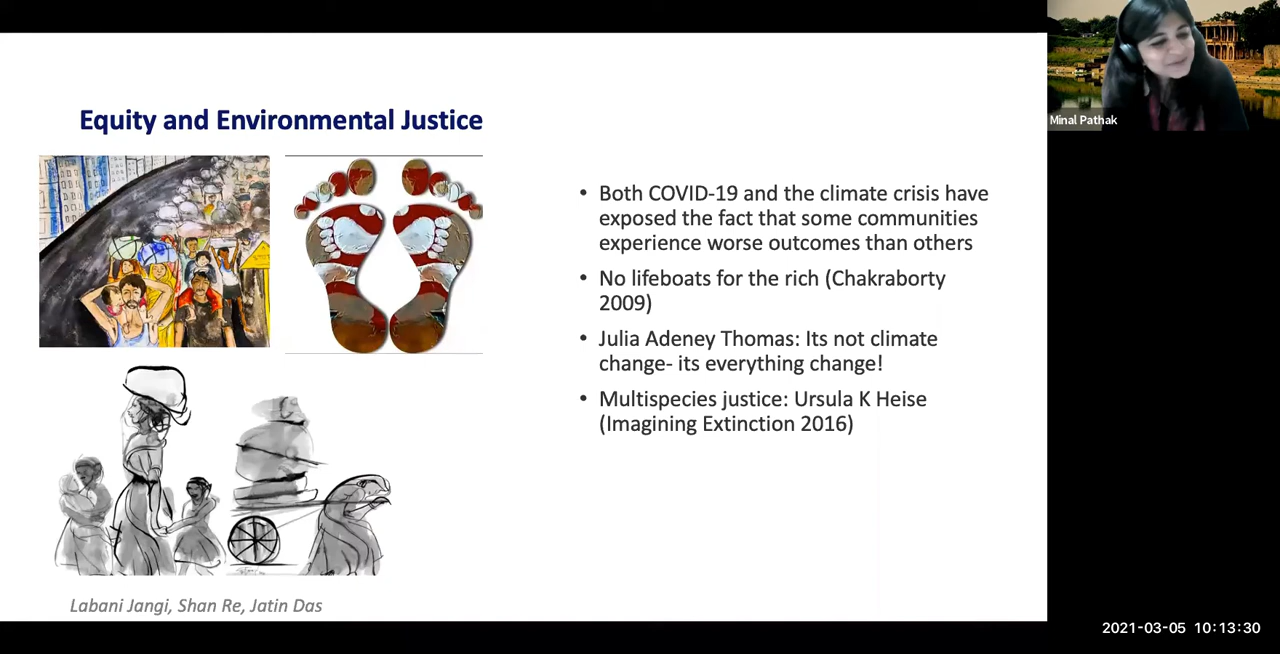 Minal Pathak
Equity and Environmental Justice
• Both COVID-19 and the climate crisis have
exposed the fact that some communities
experience worse outcomes than others
• No lifeboats for the rich (Chakraborty
2009)
• Julia Adeney Thomas: Its not climate
change- its everything change!
• Multispecies justice: Ursula K Heise
(Imagining Extinction 2016)
Labani Jangi, Shan Re, Jatin Das
2021-03-05 10:13:30